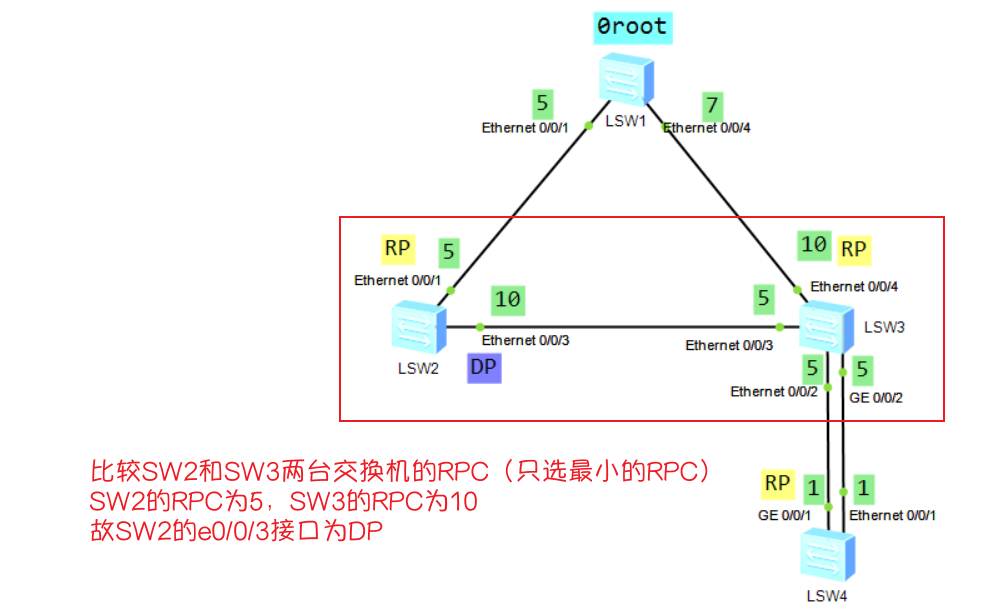 0root
5
7
Ethernet 0/0/1
LSW1
Ethernet 0/0/4
RP
5
10
RP
Ethernet 0/0/1
Ethernet 0/0/4
10
5
LSW3
Ethernet 0/0/3
Ethernet 0/0/3
LSW2
DP
5
5
Ethernet 0/0/2
GE 0/0/2
比较SW2和SW3两台交换机的RPC（只选最小的RPC）
SW2的RPC为5，SW3的RPC为10
故SW2的e0/0/3接口为DP
RP
1
1
GE 0/0/1
Ethernet 0/0/1
LSW4